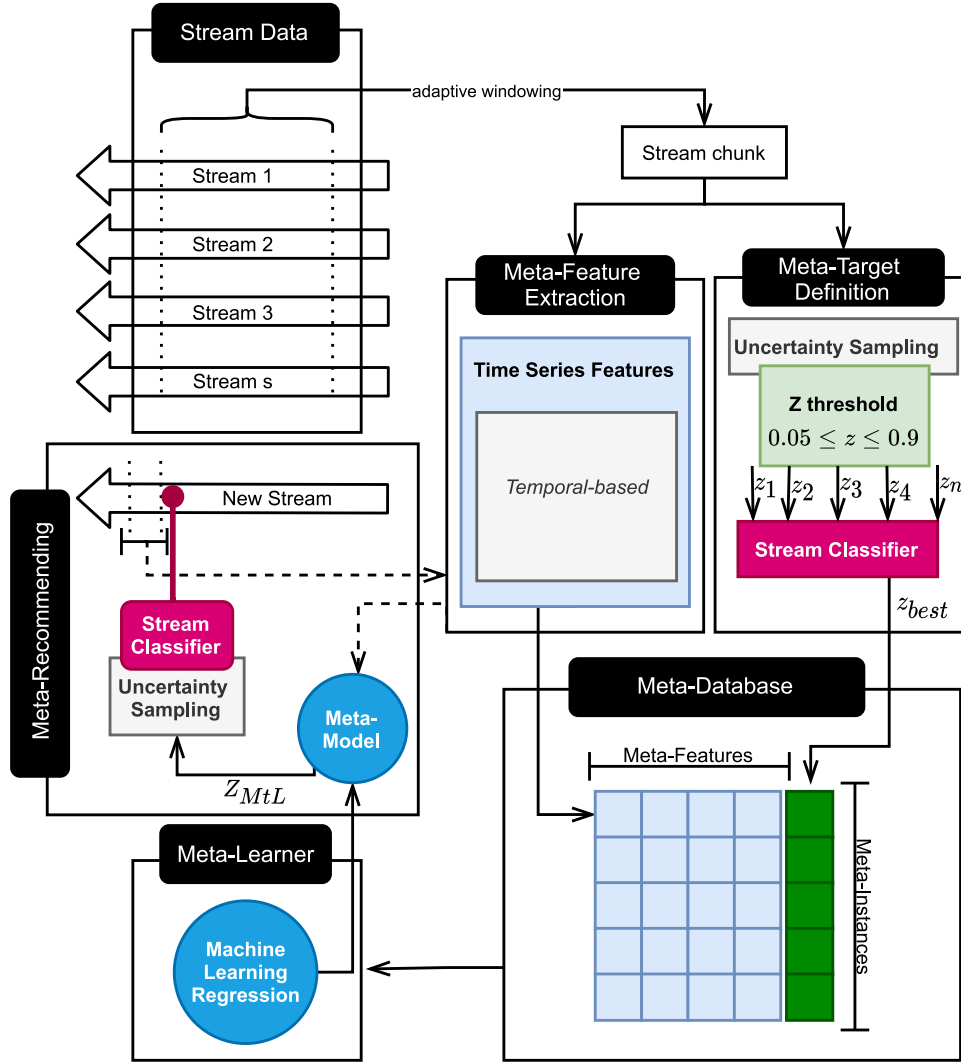 Stream Data
adaptive windowing
Stream chunk
Stream 1
Stream 2
Stream 3
Stream s
Meta-Feature
Extraction
Time Series Features
Temporal-based
Meta-Target
Definition
Uncertainty Sampling
Z threshold
0.05 ≤ z ≤ 0.9
z1 z2 z3 z4 zn
Stream Classifier
zbest
Meta-Recommending
New Stream
Stream
Classifier
Uncertainty
Sampling
Meta-
Model
ZMtL
Meta-Database
Meta-Features
Meta-Instances
Meta-Learner
Machine
Learning
Regression